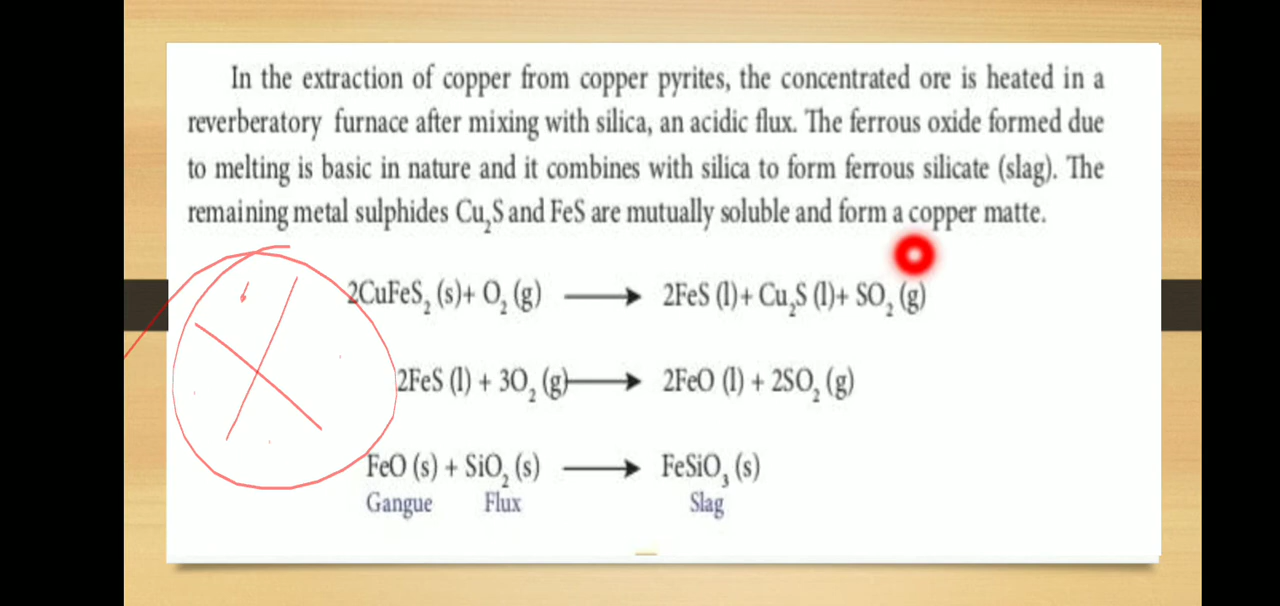 In the extraction of copper from copper pyrites, the concentrated ore is heated in a
reverberatory furnace after mixing with silica, an acidic flux. The ferrous oxide formed due
to melting is basic in nature and it combines with silica to form ferrous silicate (slag). The
remaining metal sulphides Cu₂S and FeS are mutually soluble and form a copper matte.
2CuFeS₂ (s)+ O₂ (g) ⟶ 2FeS (l)+ Cu₂S (l)+ SO₂ (g)
2FeS (l) + 3O₂ (g) ⟶ 2FeO (l) + 2SO₂ (g)
FeO (s) + SiO₂ (s) ⟶ FeSiO₃ (s)
Gangue Flux Slag